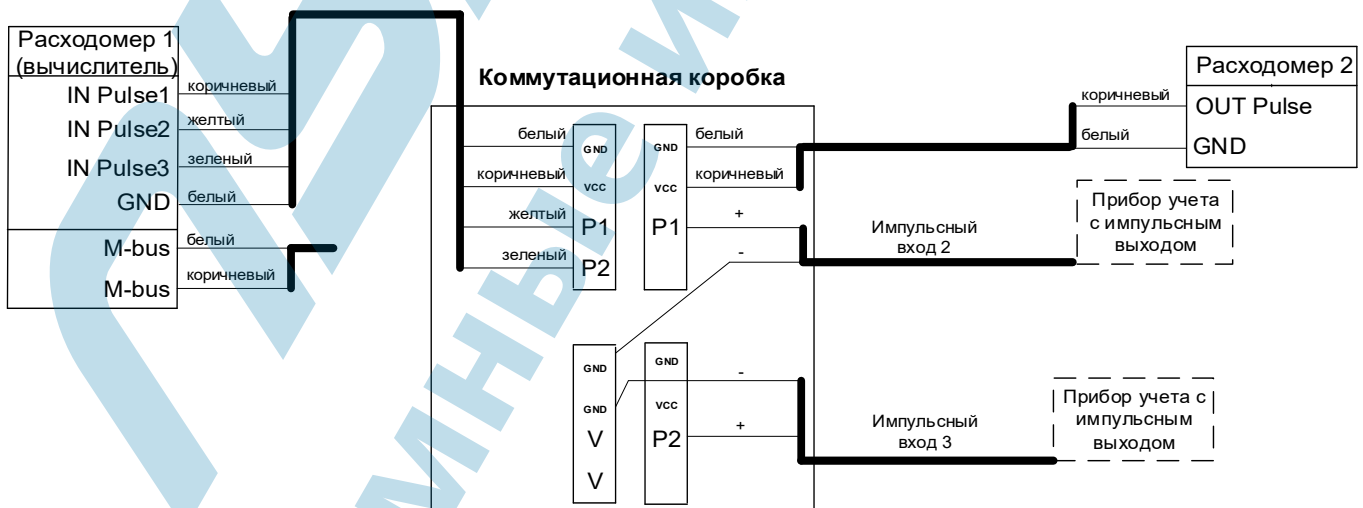 Расходомер 1
(вычислитель)
IN Pulse1
коричневый
IN Pulse2
желтый
IN Pulse3
зеленый
GND
белый
M-bus
белый
M-bus
коричневый
Коммутационная коробка
белый
GND
коричневый
VCC
желтый
P1
зеленый
P2
GND
белый
VCC
коричневый
P1
+
-
Импульсный
вход 2
GND
GND
V
V
GND
-
VCC
P2
+
Импульсный
вход 3
Расходомер 2
коричневый
OUT Pulse
белый
GND
Прибор учета
с импульсным
выходом
Прибор учета с
импульсным
выходом